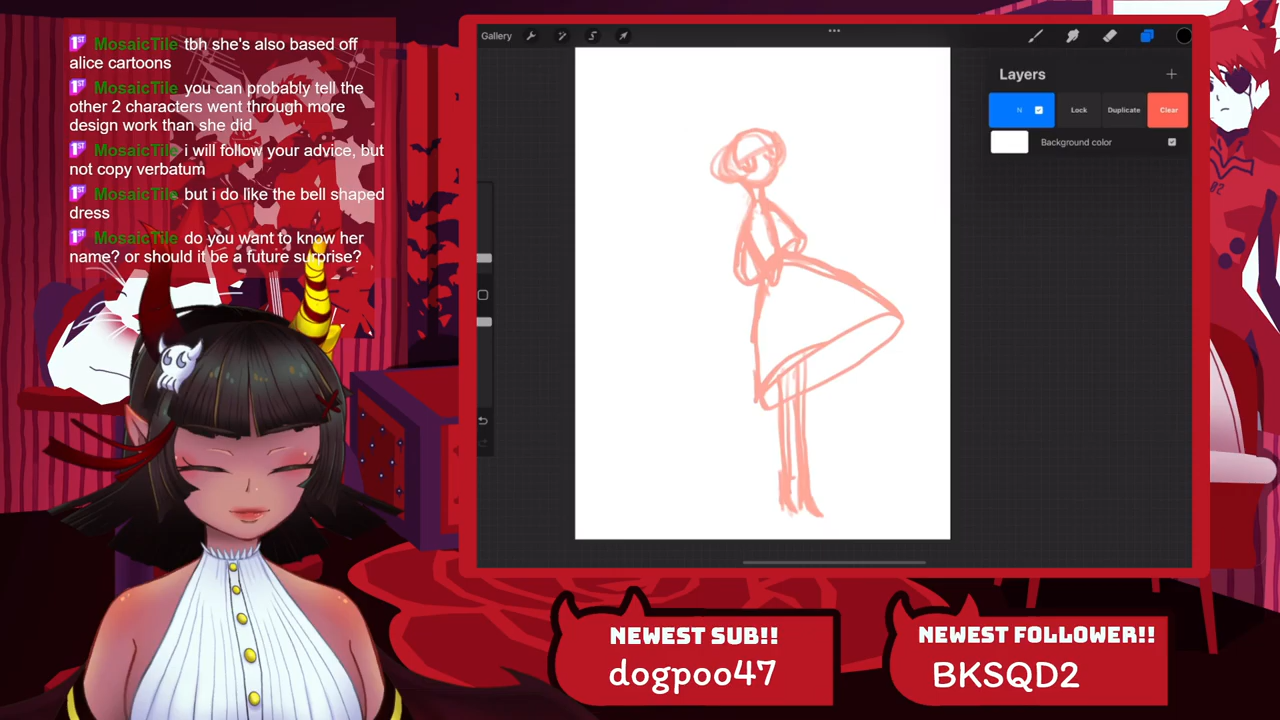 MosaicTile tbh she's also based off
alice cartoons
MosaicTile you can probably tell the
other 2 characters went through more
design work than she did
MosaicTile i will follow your advice, but
not copy verbatum
MosaicTile but i do like the bell shaped
dress
MosaicTile do you want to know her
name? or should it be a future surprise?
Gallery
Layers
N
Lock
Duplicate
Clear
Background color
NEWEST SUB!!
dogpoo47
NEWEST FOLLOWER!!
BKSQD2